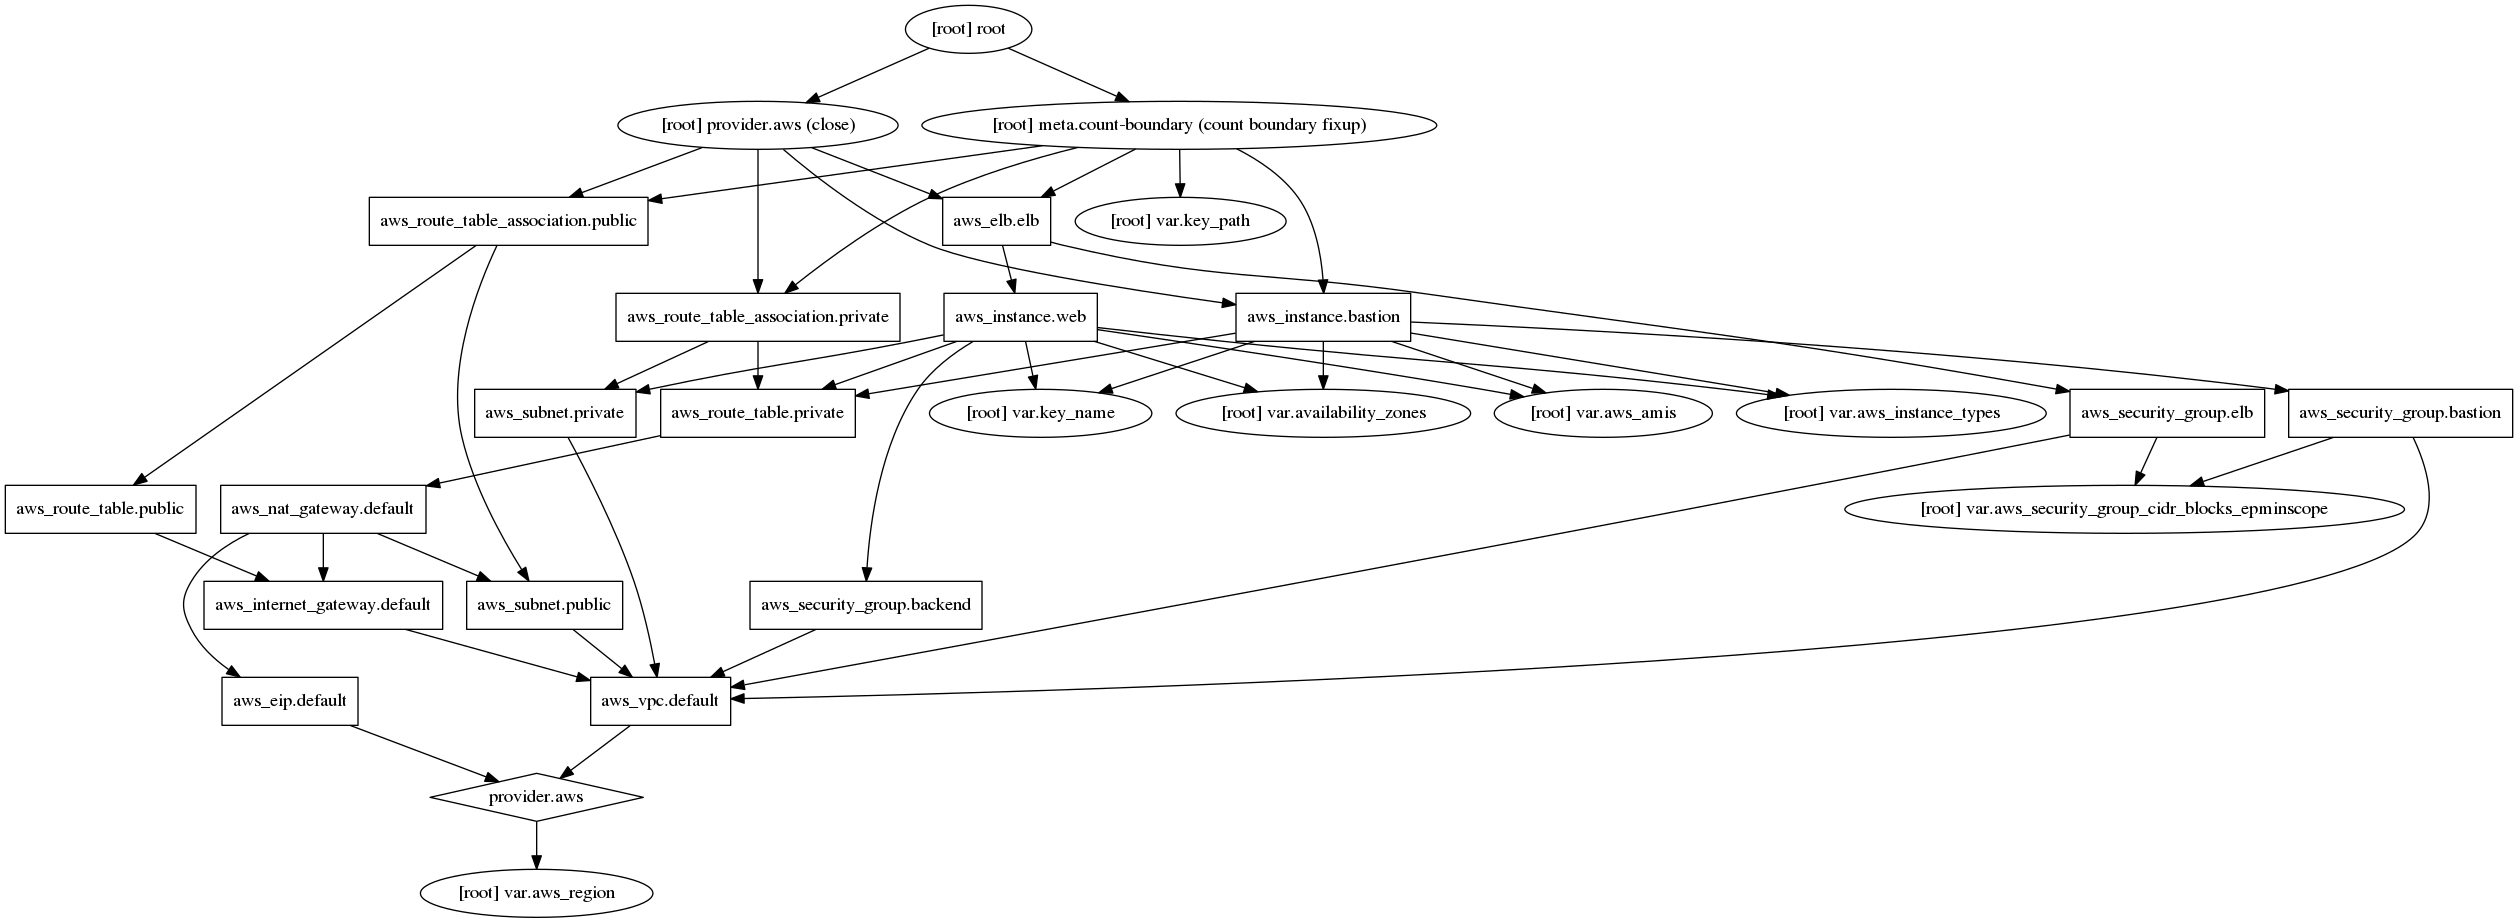 [root] root
[root] provider.aws (close)
[root] meta.count-boundary (count boundary fixup)
aws_route_table_association.public
aws_elb.elb
[root] var.key_path
aws_route_table_association.private
aws_instance.web
aws_instance.bastion
aws_subnet.private
aws_route_table.private
[root] var.key_name
[root] var.availability_zones
[root] var.aws_amis
[root] var.aws_instance_types
aws_security_group.elb
aws_security_group.bastion
aws_route_table.public
aws_nat_gateway.default
[root] var.aws_security_group_cidr_blocks_epminscope
aws_internet_gateway.default
aws_subnet.public
aws_security_group.backend
aws_eip.default
aws_vpc.default
provider.aws
[root] var.aws_region